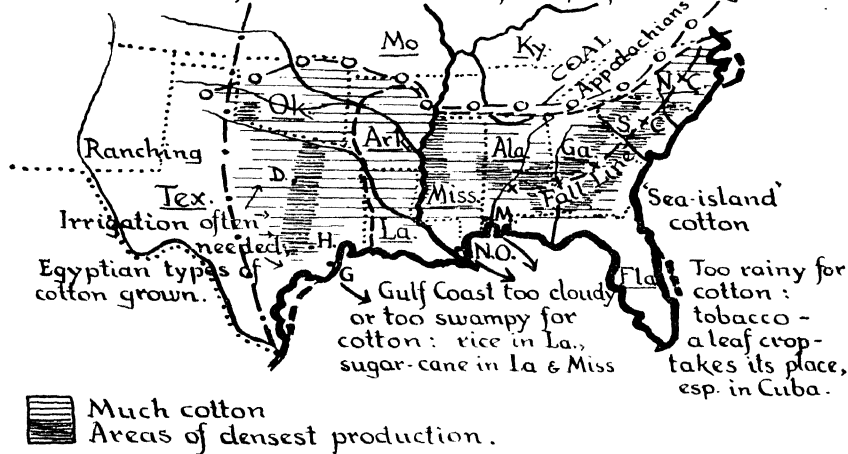 Mo
Ky.
COAL
Appalachians
Ok.
N.C.
S.C.
Ark
Ala
Ga
Ranching
D.
Miss.
Fall Line
Tex.
'Sea-island'
cotton
Irrigation often
needed;
La.
M.
H.
N.O.
Egyptian types of
cotton grown.
G
Fla
Gulf Coast too cloudy
or too swampy for
cotton: rice in La.,
sugar-cane in La & Miss
Too rainy for
cotton:
tobacco -
a leaf crop-
takes its place,
esp. in Cuba.
Much cotton
Areas of densest production.